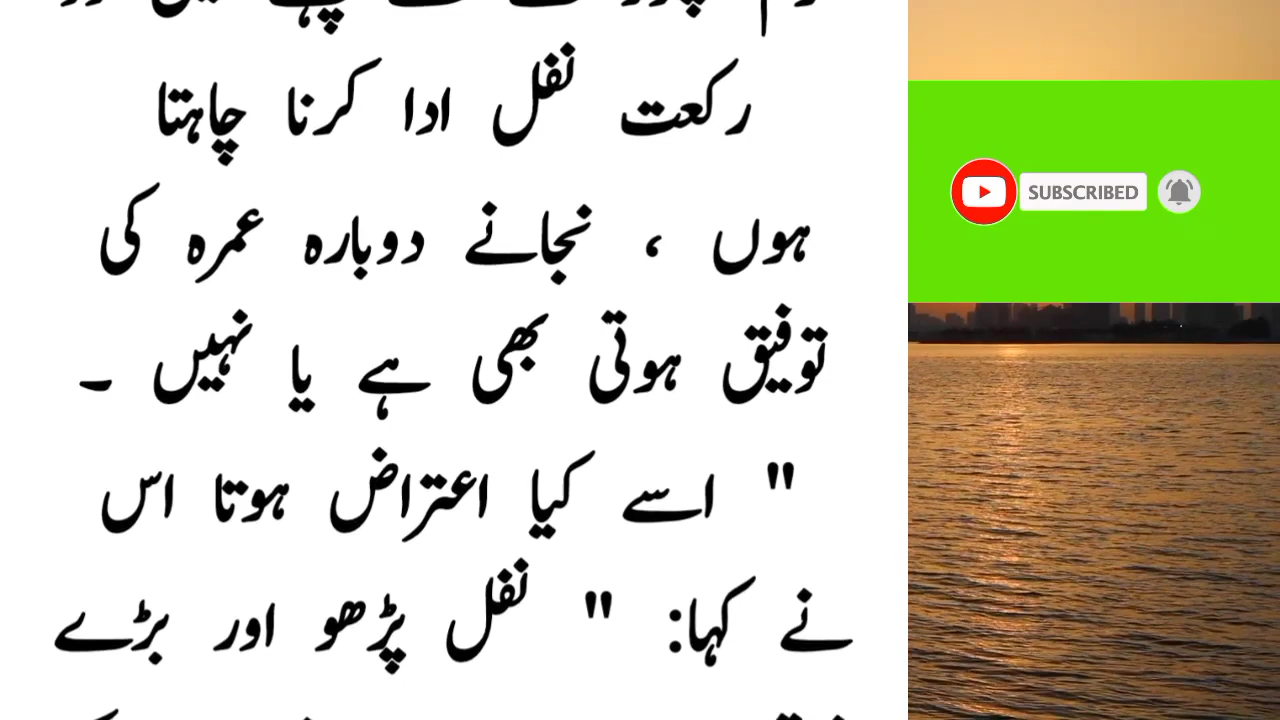 رکعت نفل ادا کرنا چاہتا
ہوں ، نجانے دوبارہ عمرہ کی
توفیق ہوتی بھی ہے یا نہیں ۔
" اسے کیا اعتراض ہوتا اس
نے کہا: " نفل پڑھو اور بڑے
SUBSCRIBED